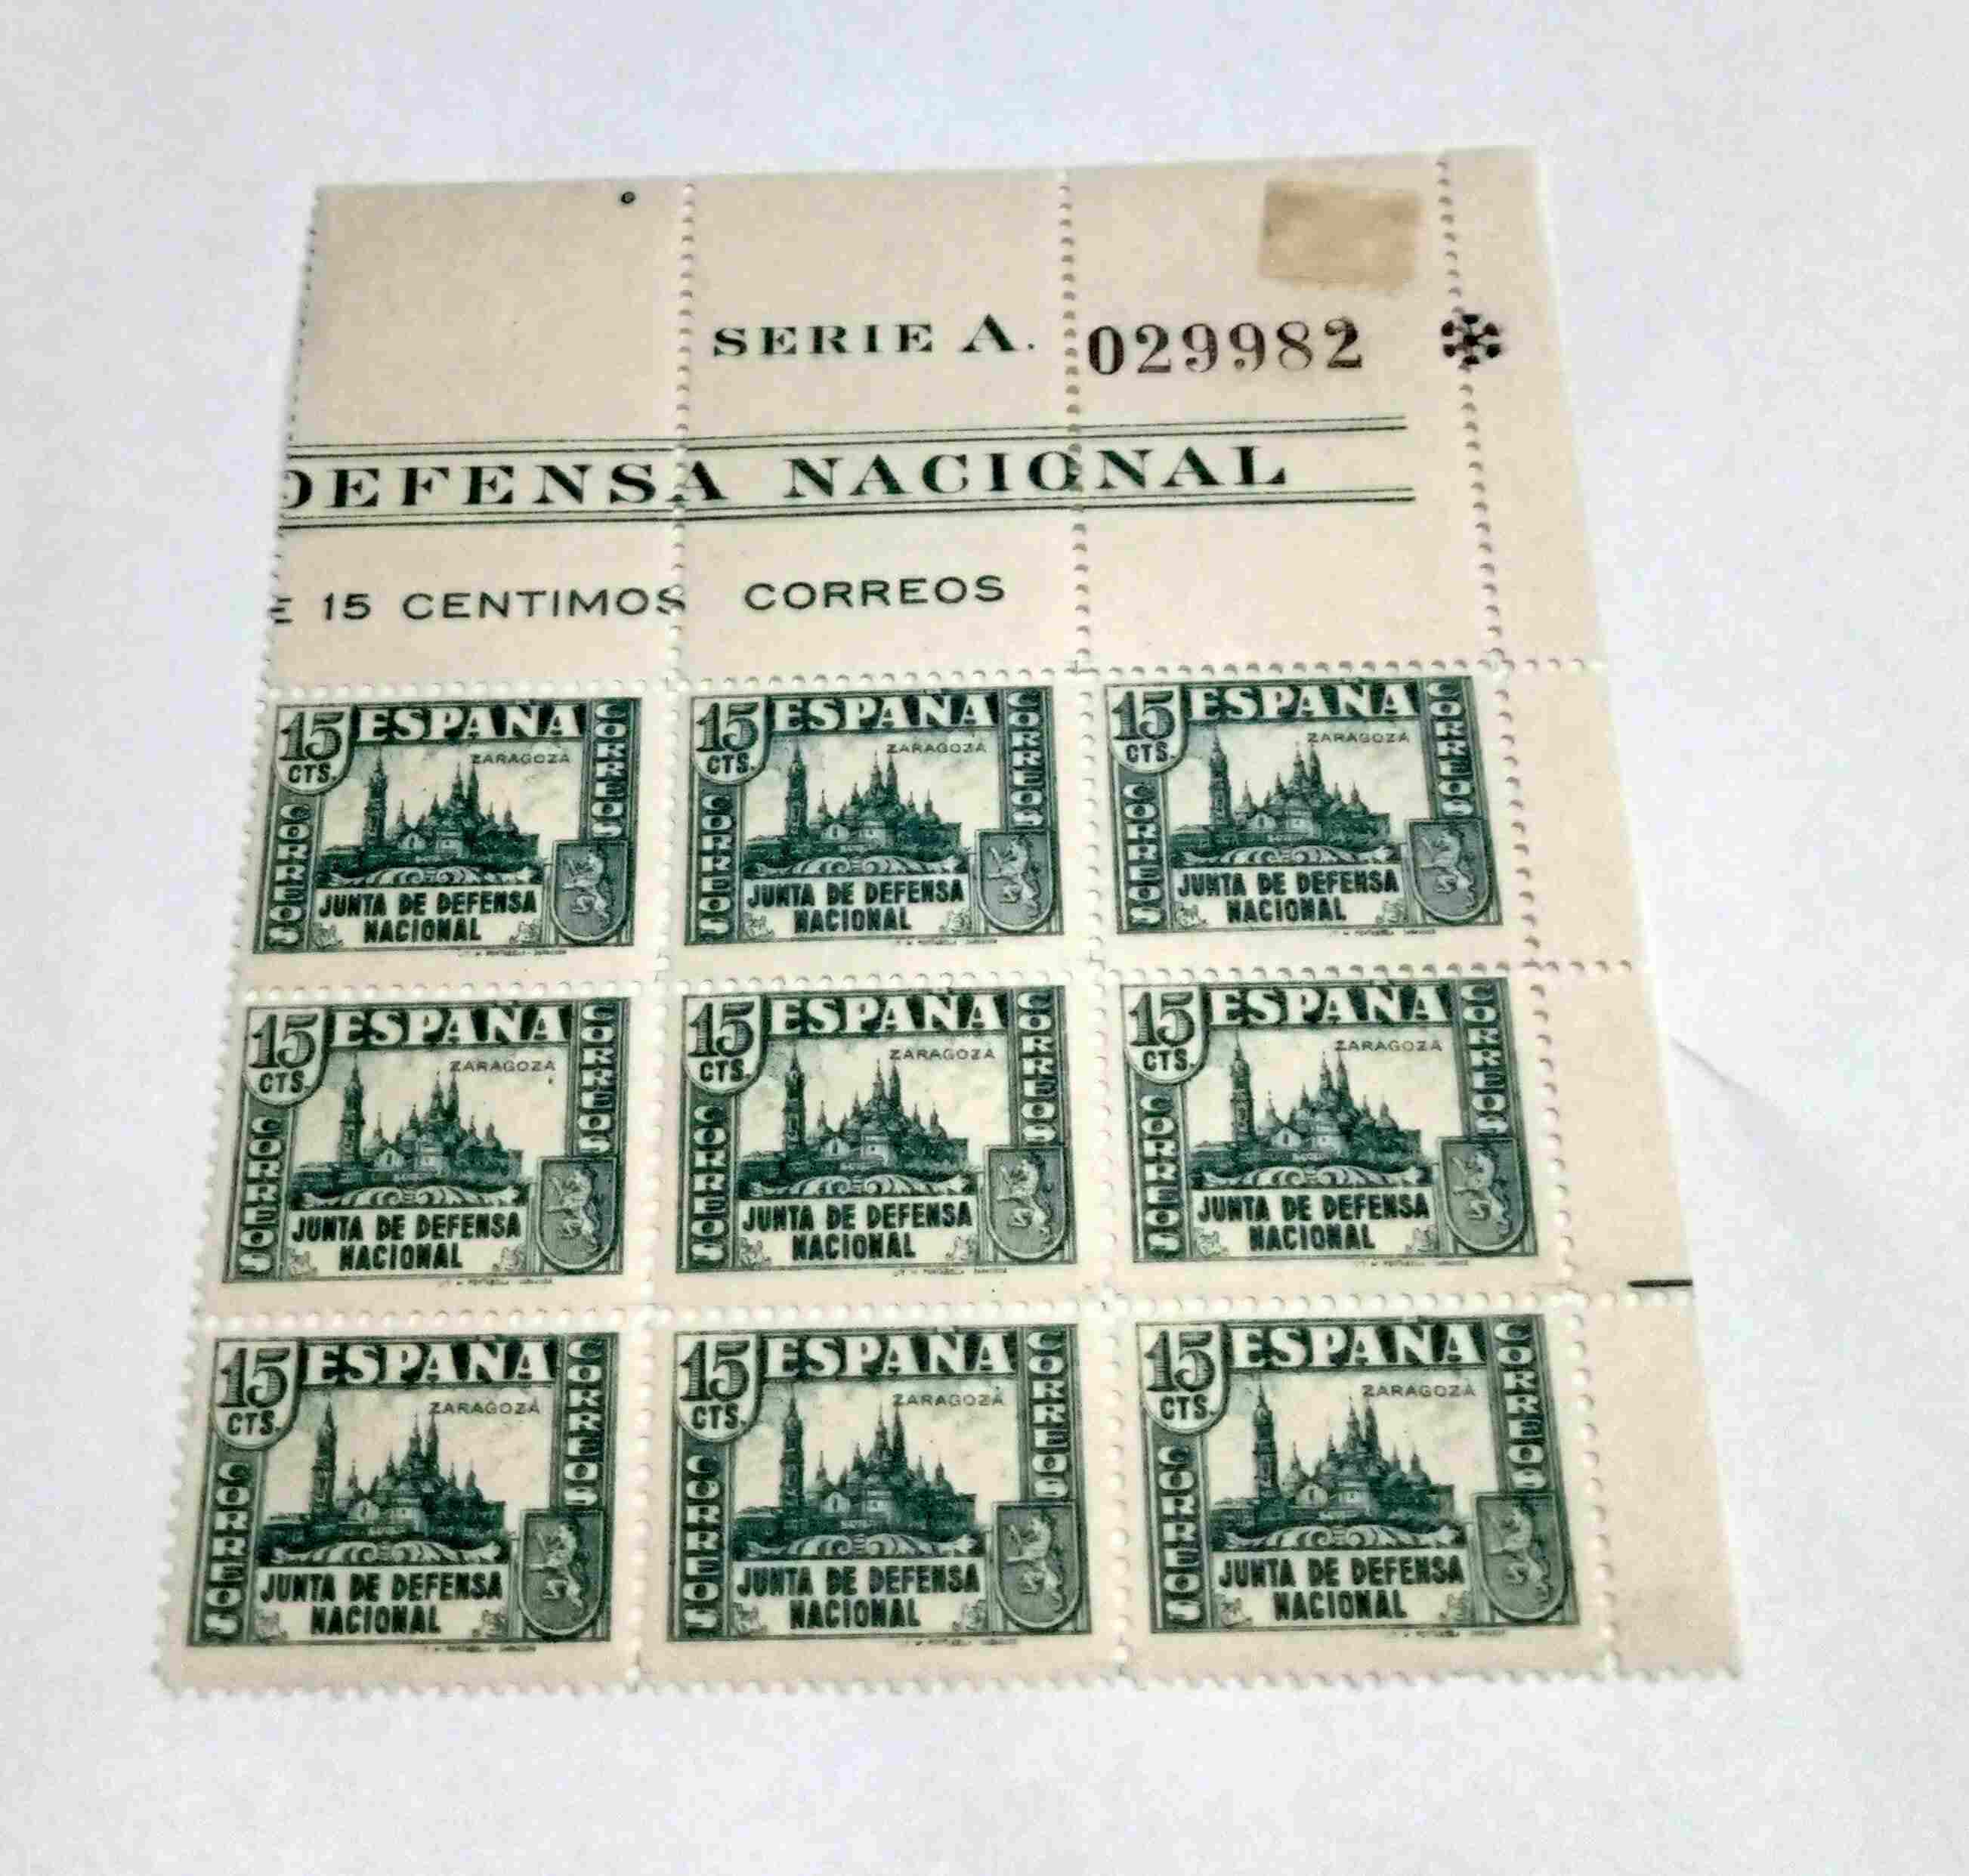 SERIE A. 029982
DEFENSA NACIONAL
E 15 CENTIMOS CORREOS
15 CTS. ESPAÑA CORREOS
ZARAGOZA
CORREOS
JUNTA DE DEFENSA
NACIONAL
15 CTS. ESPAÑA CORREOS
ZARAGOZA
CORREOS
JUNTA DE DEFENSA
NACIONAL
15 CTS. ESPAÑA CORREOS
ZARAGOZA
CORREOS
JUNTA DE DEFENSA
NACIONAL
15 CTS. ESPAÑA CORREOS
ZARAGOZA
CORREOS
JUNTA DE DEFENSA
NACIONAL
15 CTS. ESPAÑA CORREOS
ZARAGOZA
CORREOS
JUNTA DE DEFENSA
NACIONAL
15 CTS. ESPAÑA CORREOS
ZARAGOZA
CORREOS
JUNTA DE DEFENSA
NACIONAL
15 CTS. ESPAÑA CORREOS
ZARAGOZA
CORREOS
JUNTA DE DEFENSA
NACIONAL
15 CTS. ESPAÑA CORREOS
ZARAGOZA
CORREOS
JUNTA DE DEFENSA
NACIONAL
15 CTS. ESPAÑA CORREOS
ZARAGOZA
CORREOS
JUNTA DE DEFENSA
NACIONAL